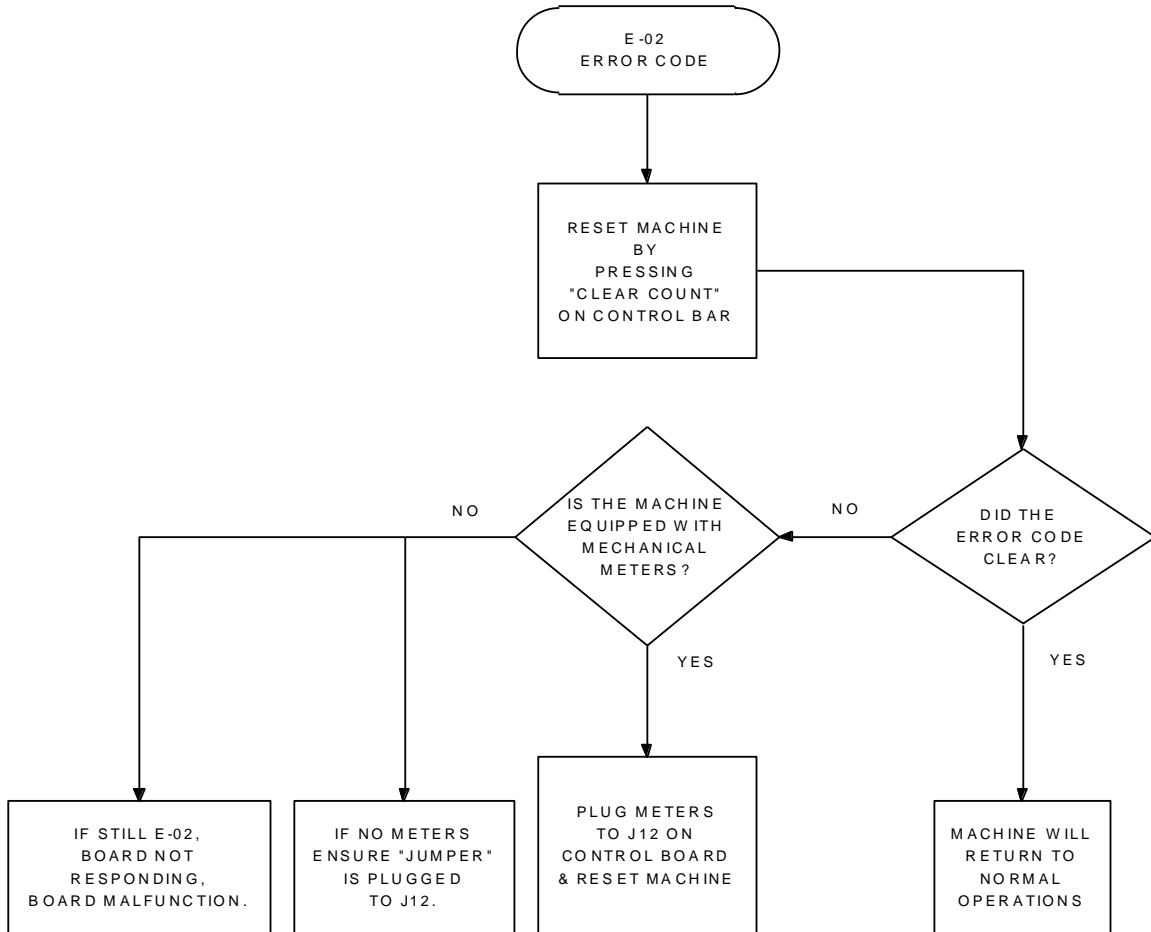 E-02
ERROR CODE
RESET MACHINE
BY
PRESSING
"CLEAR COUNT"
ON CONTROL BAR
DID THE
ERROR CODE
CLEAR?
NO
YES
IS THE MACHINE
EQUIPPED WITH
MECHANICAL
METERS?
NO
YES
IF STILL E-02,
BOARD NOT
RESPONDING,
BOARD MALFUNCTION.
IF NO METERS
ENSURE "JUMPER"
IS PLUGGED
TO J12.
PLUG METERS
TO J12 ON
CONTROL BOARD
& RESET MACHINE
MACHINE WILL
RETURN TO
NORMAL
OPERATIONS